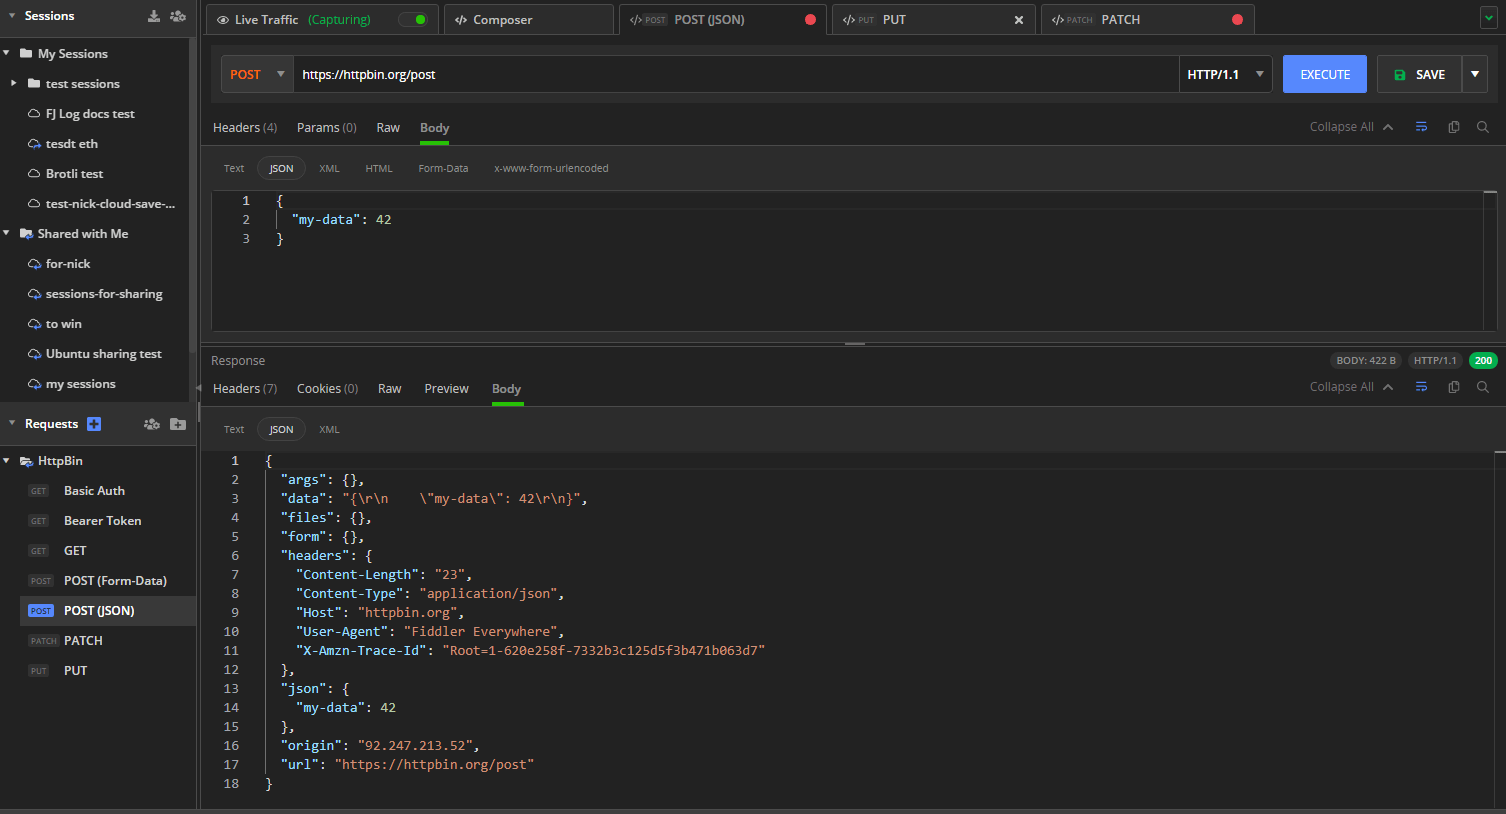 Sessions
My Sessions
test sessions
FJ Log docs test
tesdt eth
Brotli test
test-nick-cloud-save-...
Shared with Me
for-nick
sessions-for-sharing
to win
Ubuntu sharing test
my sessions
Requests
HttpBin
GET Basic Auth
GET Bearer Token
GET GET
POST POST (Form-Data)
POST POST (JSON)
PATCH PATCH
PUT PUT
Live Traffic (Capturing) </> Composer </> POST POST (JSON) </> PUT PUT </> PATCH PATCH
POST https://httpbin.org/post HTTP/1.1 EXECUTE SAVE
Headers (4) Params (0) Raw Body Collapse All
Text JSON XML HTML Form-Data x-www-form-urlencoded
1 {
2 "my-data": 42
3 }
Response BODY: 422 B HTTP/1.1 200
Headers (7) Cookies (0) Raw Preview Body Collapse All
Text JSON XML
1 {
2 "args": {},
3 "data": "{\r\n    \"my-data\": 42\r\n}",
4 "files": {},
5 "form": {},
6 "headers": {
7 "Content-Length": "23",
8 "Content-Type": "application/json",
9 "Host": "httpbin.org",
10 "User-Agent": "Fiddler Everywhere",
11 "X-Amzn-Trace-Id": "Root=1-620e258f-7332b3c125d5f3b471b063d7"
12 },
13 "json": {
14 "my-data": 42
15 },
16 "origin": "92.247.213.52",
17 "url": "https://httpbin.org/post"
18 }